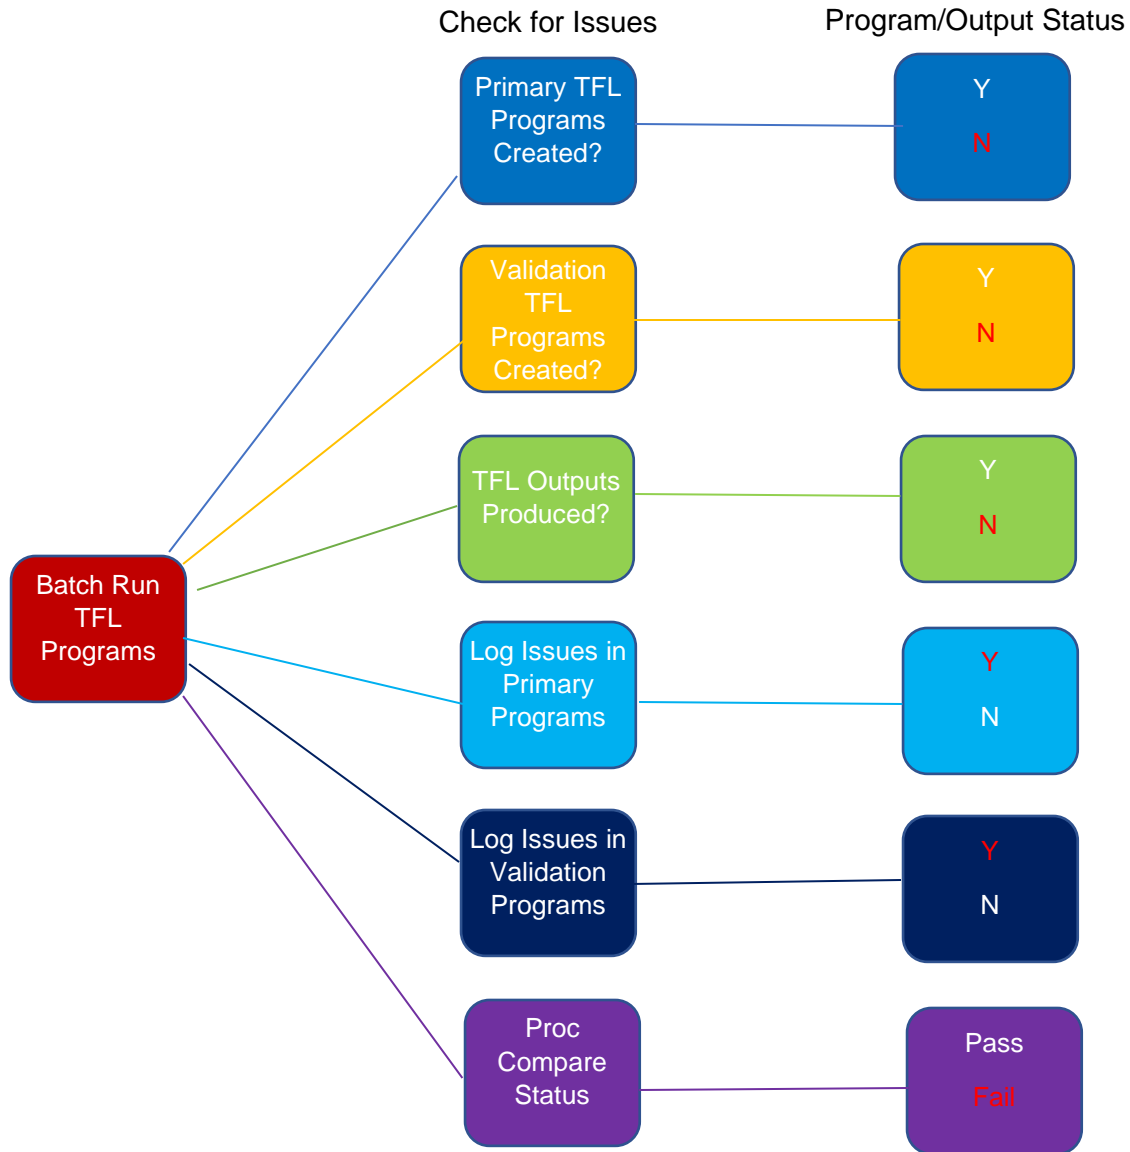 Check for Issues
Program/Output Status
Primary TFL
Programs
Created?
Y
N
Validation
TFL
Programs
Created?
Y
N
TFL Outputs
Produced?
Y
N
Batch Run
TFL
Programs
Log Issues in
Primary
Programs
Y
N
Log Issues in
Validation
Programs
Y
N
Proc
Compare
Status
Pass
Fail